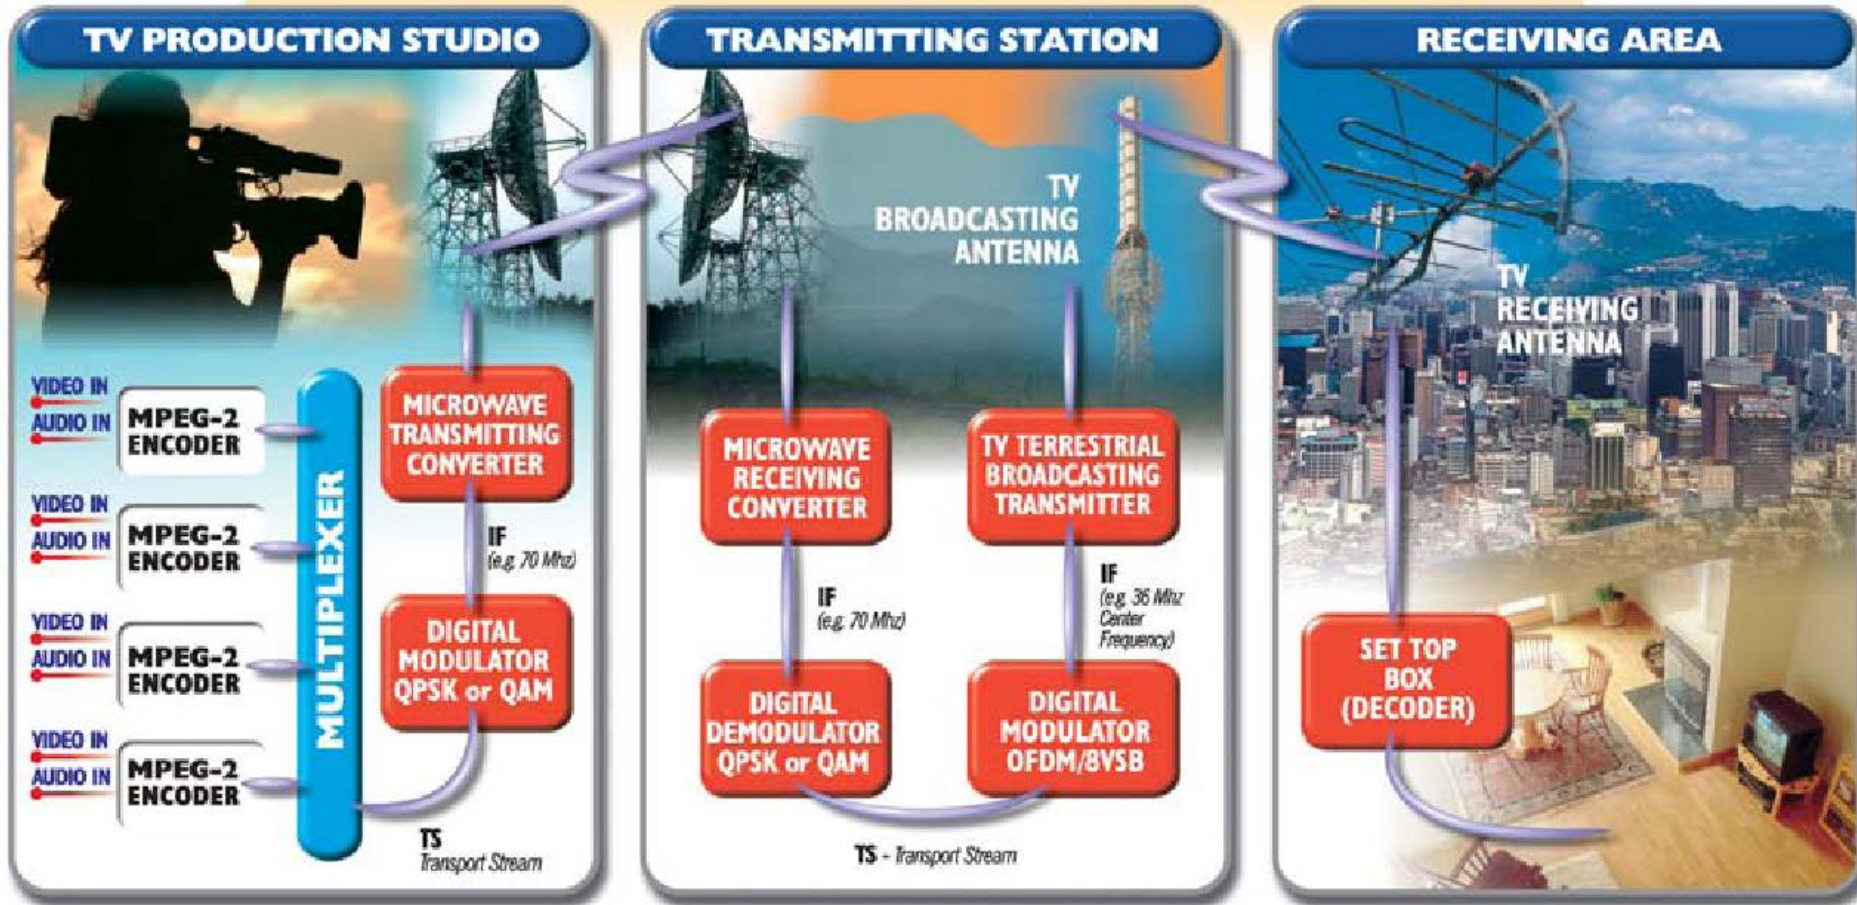 TV PRODUCTION STUDIO
VIDEO IN
AUDIO IN
MPEG-2
ENCODER
VIDEO IN
AUDIO IN
MPEG-2
ENCODER
VIDEO IN
AUDIO IN
MPEG-2
ENCODER
VIDEO IN
AUDIO IN
MPEG-2
ENCODER
MULTIPLEXER
MICROWAVE
TRANSMITTING
CONVERTER
IF
(e.g. 70 Mhz)
DIGITAL
MODULATOR
QPSK or QAM
TS
Transport Stream
TRANSMITTING STATION
TV
BROADCASTING
ANTENNA
MICROWAVE
RECEIVING
CONVERTER
IF
(e.g. 70 Mhz)
DIGITAL
DEMODULATOR
QPSK or QAM
TV TERRESTRIAL
BROADCASTING
TRANSMITTER
IF
(e.g. 36 Mhz
Center
Frequency)
DIGITAL
MODULATOR
OFDM/8VSB
TS - Transport Stream
RECEIVING AREA
TV
RECEIVING
ANTENNA
SET TOP
BOX
(DECODER)